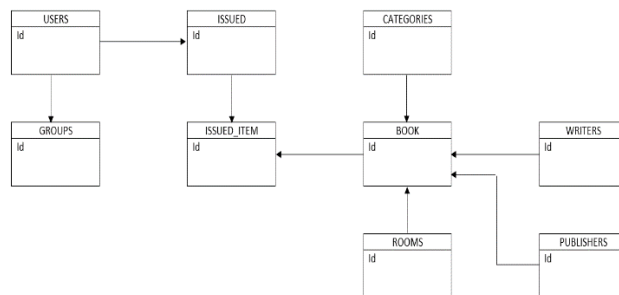 USERS
Id
ISSUED
Id
CATEGORIES
Id
GROUPS
Id
ISSUED_ITEM
Id
BOOK
Id
WRITERS
Id
ROOMS
Id
PUBLISHERS
Id